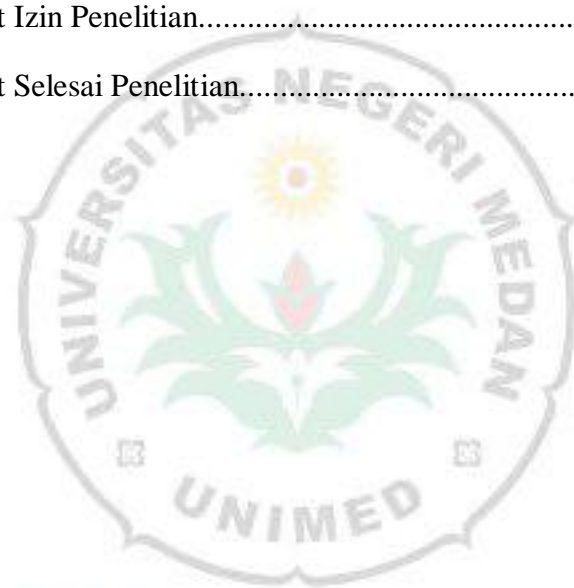 t Izin Penelitian..................................................
t Selesai Penelitian.............................................
UNIVERSITAS NEGERI MEDAN
UNIMED